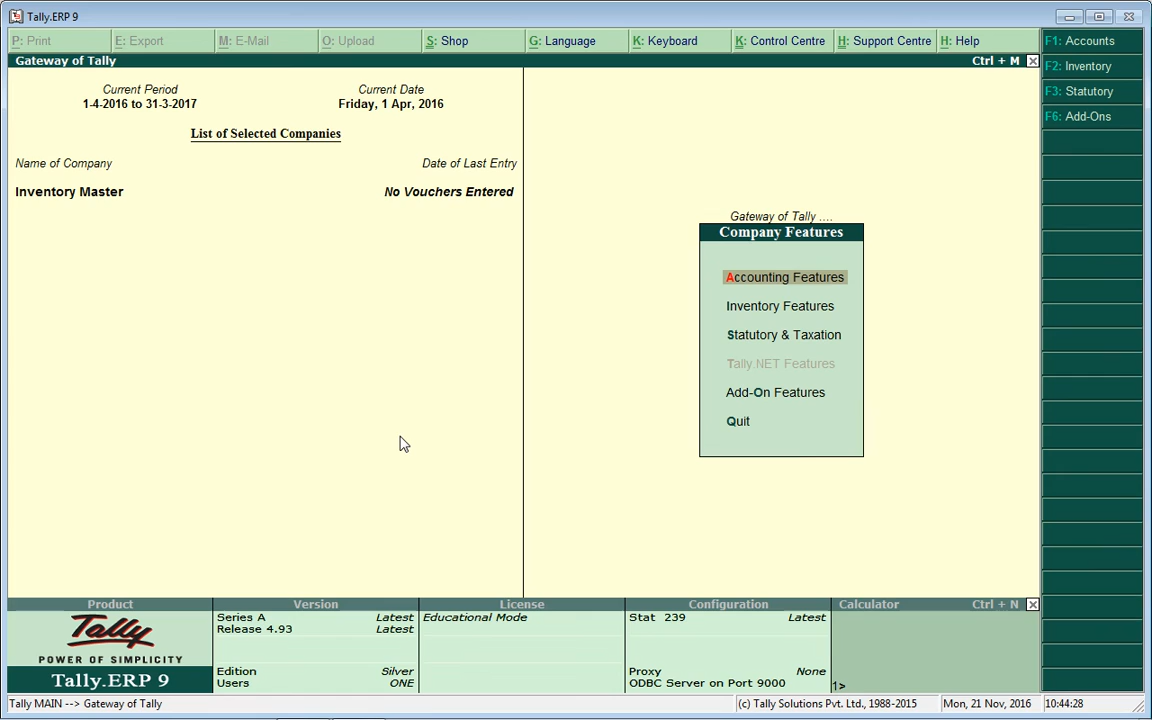 Tally.ERP 9
P: Print E: Export M: E-Mail O: Upload S: Shop G: Language K: Keyboard K: Control Centre H: Support Centre H: Help
Gateway of Tally Ctrl + M
Current Period Current Date
1-4-2016 to 31-3-2017 Friday, 1 Apr, 2016
List of Selected Companies
Name of Company Date of Last Entry
Inventory Master No Vouchers Entered
Gateway of Tally ....
Company Features
Accounting Features
Inventory Features
Statutory & Taxation
Tally.NET Features
Add-On Features
Quit
F1: Accounts
F2: Inventory
F3: Statutory
F6: Add-Ons
Product Version License Configuration Calculator Ctrl + N
Tally
POWER OF SIMPLICITY
Tally.ERP 9
Series A Latest
Release 4.93 Latest
Edition Silver
Users ONE
Educational Mode
Stat 239 Latest
Proxy None
ODBC Server on Port 9000
1>
Tally MAIN --> Gateway of Tally (c) Tally Solutions Pvt. Ltd., 1988-2015 Mon, 21 Nov, 2016 10:44:28